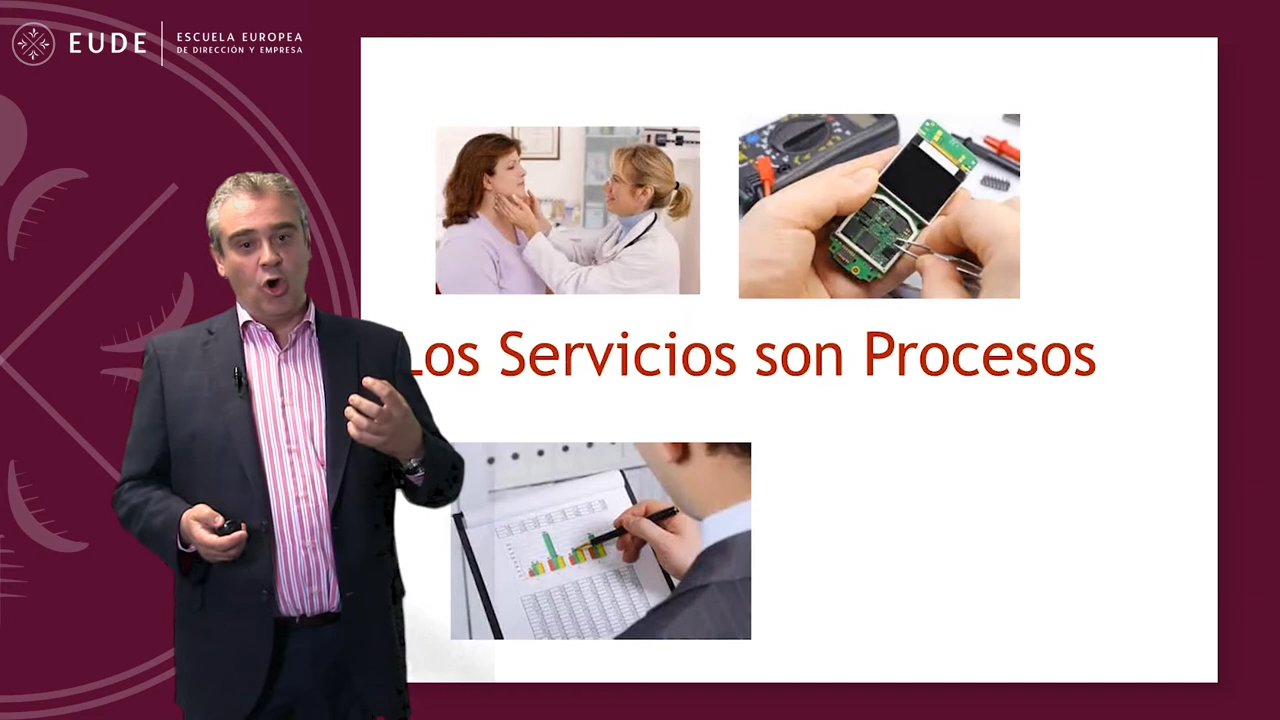 EUDE
ESCUELA EUROPEA
DE DIRECCIÓN Y EMPRESA
Los Servicios son Procesos